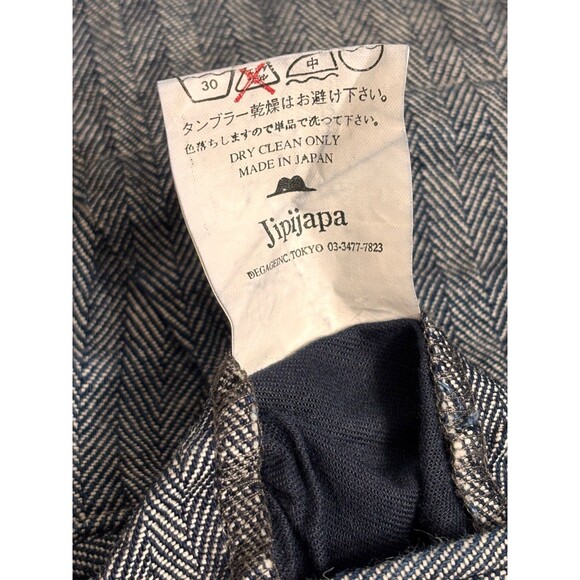 30 中
タンブラー乾燥はお避け下さい。
色落ちしますので単品で洗って下さい。
DRY CLEAN ONLY
MADE IN JAPAN
Jipijapa
DEGAGE INC. TOKYO 03-3477-7823